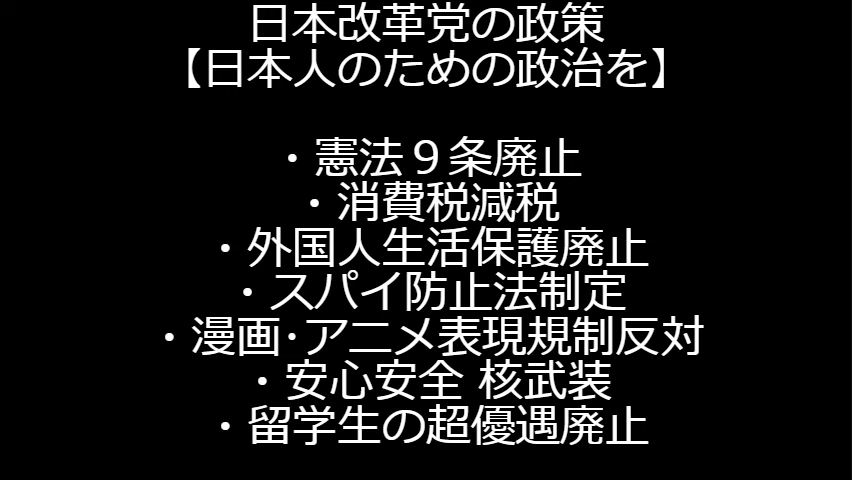 日本改革党の政策
【日本人のための政治を】
・憲法９条廃止
・消費税減税
・外国人生活保護廃止
・スパイ防止法制定
・漫画･アニメ表現規制反対
・安心安全 核武装
・留学生の超優遇廃止